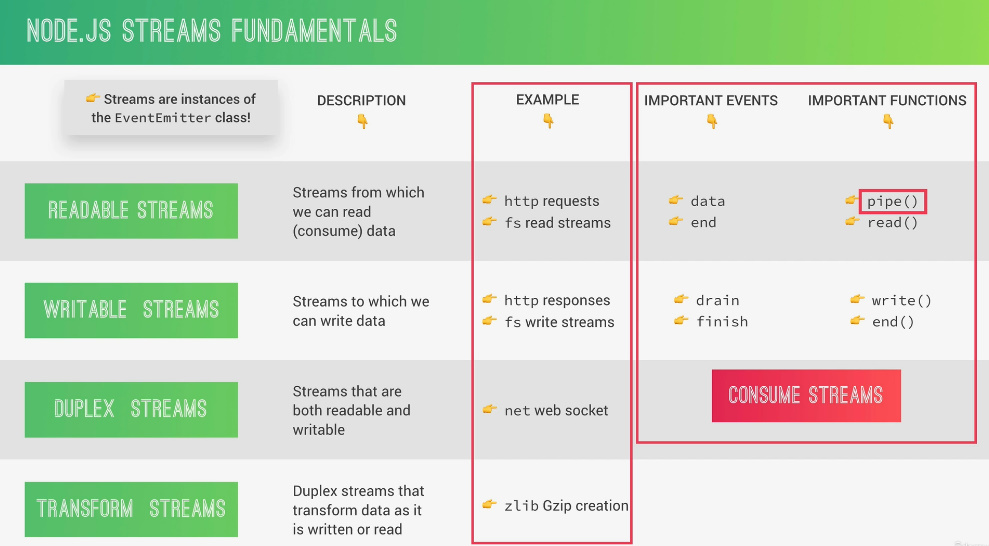 NODE.JS STREAMS FUNDAMENTALS
👉 Streams are instances of
the EventEmitter class!
DESCRIPTION
👇
EXAMPLE
👇
IMPORTANT EVENTS
👇
IMPORTANT FUNCTIONS
👇
READABLE STREAMS
Streams from which
we can read
(consume) data
👉 http requests
👉 fs read streams
👉 data
👉 end
👉 pipe()
👉 read()
WRITABLE STREAMS
Streams to which we
can write data
👉 http responses
👉 fs write streams
👉 drain
👉 finish
👉 write()
👉 end()
DUPLEX STREAMS
Streams that are
both readable and
writable
👉 net web socket
CONSUME STREAMS
TRANSFORM STREAMS
Duplex streams that
transform data as it
is written or read
👉 zlib Gzip creation